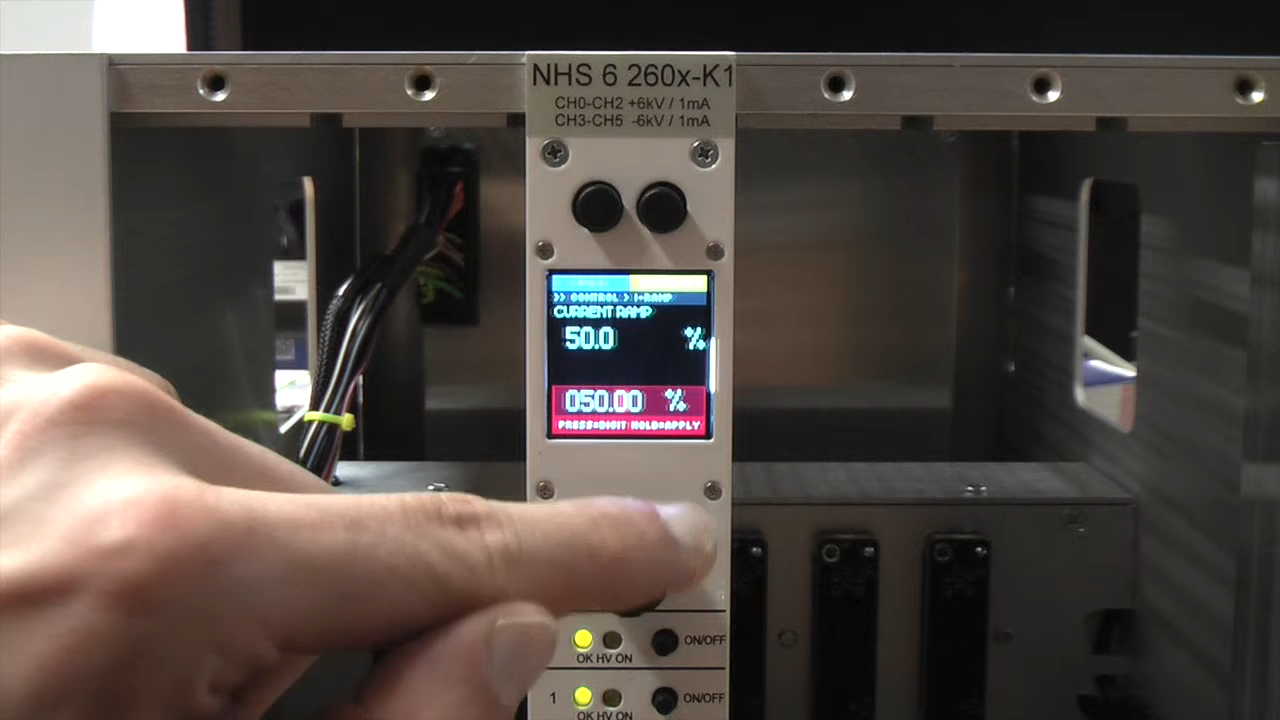 NHS 6 260x-K1
CH0-CH2 +6kV / 1mA
CH3-CH5 -6kV / 1mA
>> CONTROL > I-RAMP
CURRENT RAMP
50.0 %
050.00 %
PRESS=DIGIT HOLD=APPLY
OK HV ON ON/OFF
1 ON/OFF
OK HV ON